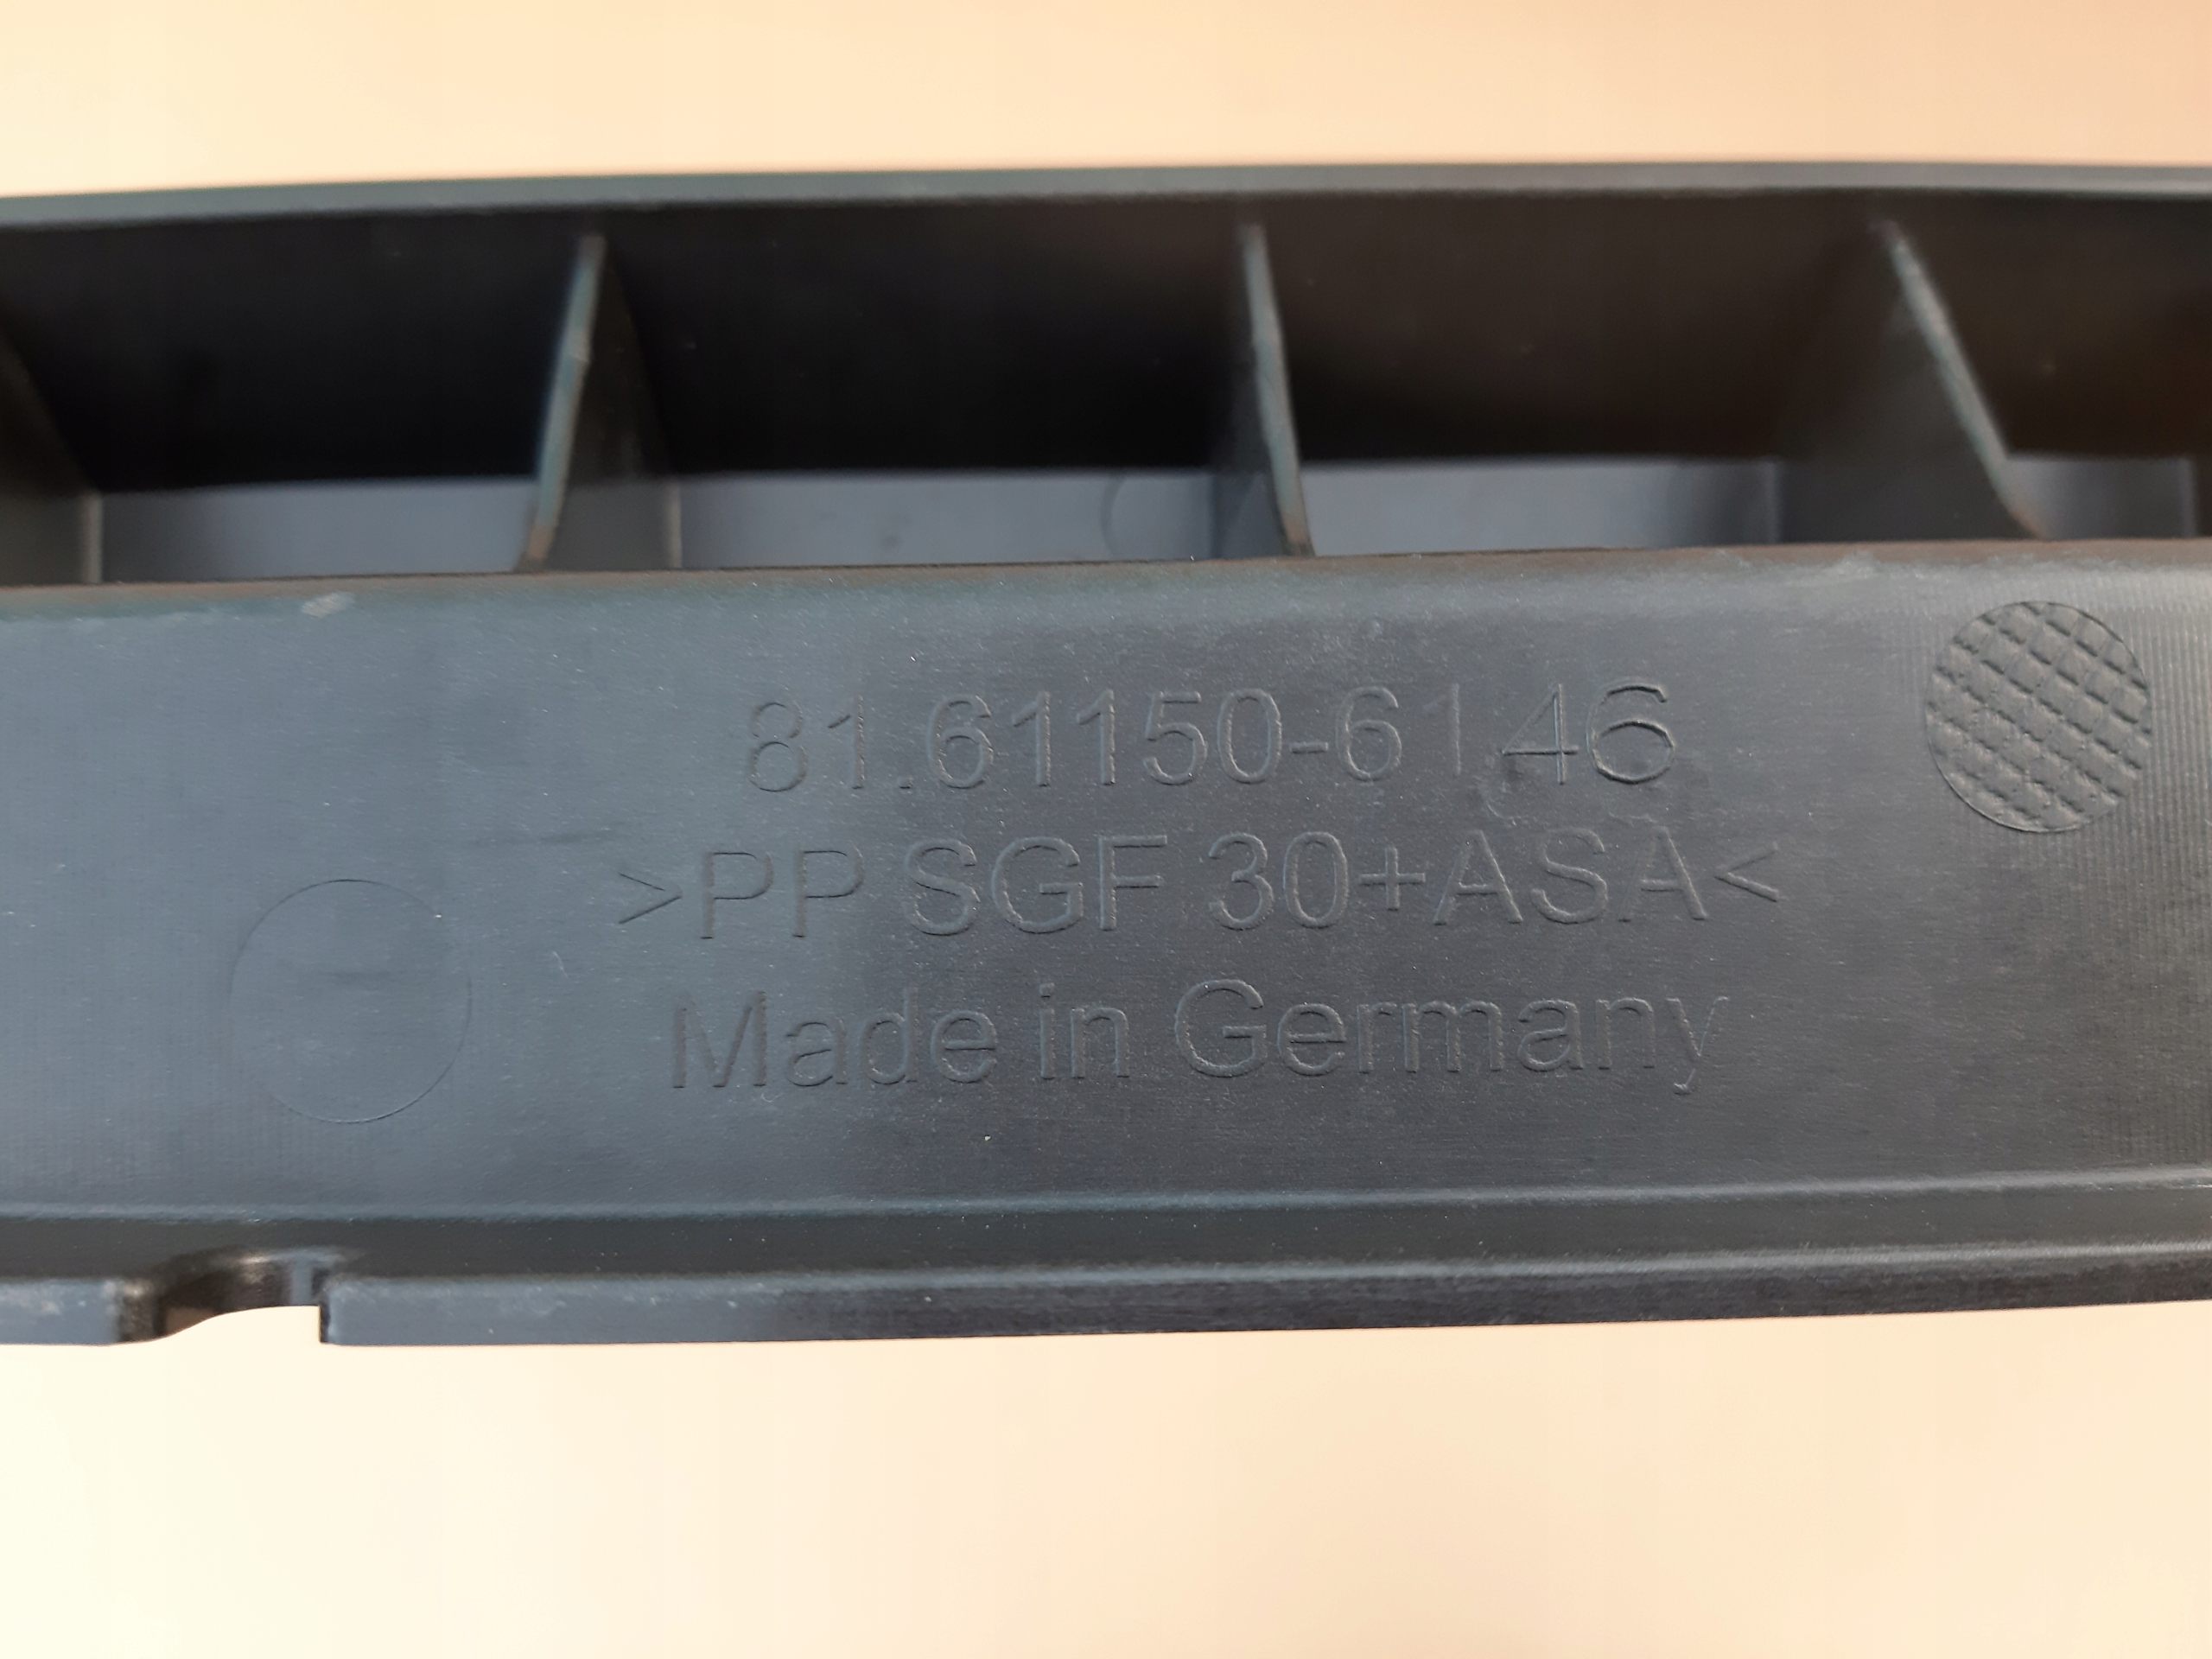 81.61150-6146
>PP SGF 30+ASA<
Made in Germany